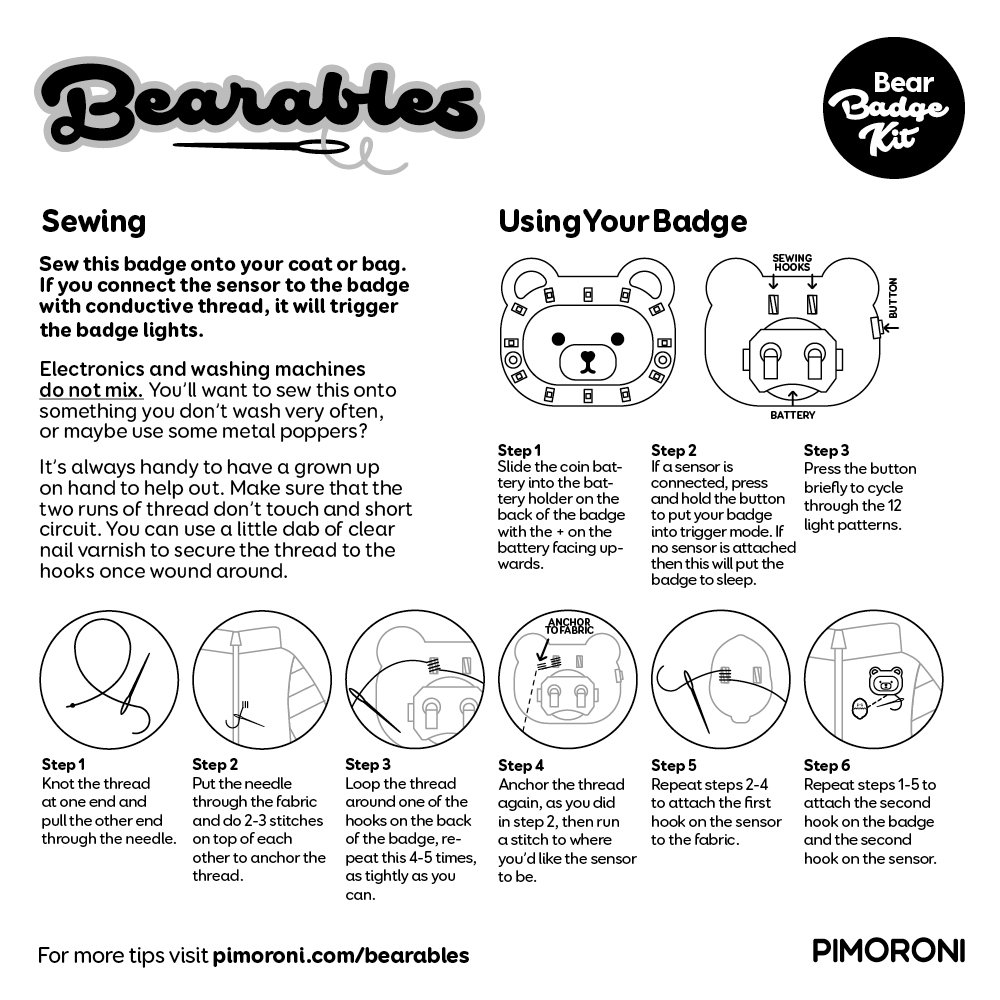 Bearables
Bear
Badge
Kit
Sewing
Sew this badge onto your coat or bag.
If you connect the sensor to the badge
with conductive thread, it will trigger
the badge lights.
Electronics and washing machines
do not mix. You'll want to sew this onto
something you don't wash very often,
or maybe use some metal poppers?
It's always handy to have a grown up
on hand to help out. Make sure that the
two runs of thread don't touch and short
circuit. You can use a little dab of clear
nail varnish to secure the thread to the
hooks once wound around.
Using Your Badge
SEWING
HOOKS
BUTTON
BATTERY
Step 1
Slide the coin bat-
tery into the bat-
tery holder on the
back of the badge
with the + on the
battery facing up-
wards.
Step 2
If a sensor is
connected, press
and hold the button
to put your badge
into trigger mode. If
no sensor is attached
then this will put the
badge to sleep.
Step 3
Press the button
briefly to cycle
through the 12
light patterns.
ANCHOR
TO FABRIC
Step 1
Knot the thread
at one end and
pull the other end
through the needle.
Step 2
Put the needle
through the fabric
and do 2-3 stitches
on top of each
other to anchor the
thread.
Step 3
Loop the thread
around one of the
hooks on the back
of the badge, re-
peat this 4-5 times,
as tightly as you
can.
Step 4
Anchor the thread
again, as you did
in step 2, then run
a stitch to where
you'd like the sensor
to be.
Step 5
Repeat steps 2-4
to attach the first
hook on the sensor
to the fabric.
Step 6
Repeat steps 1-5 to
attach the second
hook on the badge
and the second
hook on the sensor.
For more tips visit pimoroni.com/bearables
PIMORONI